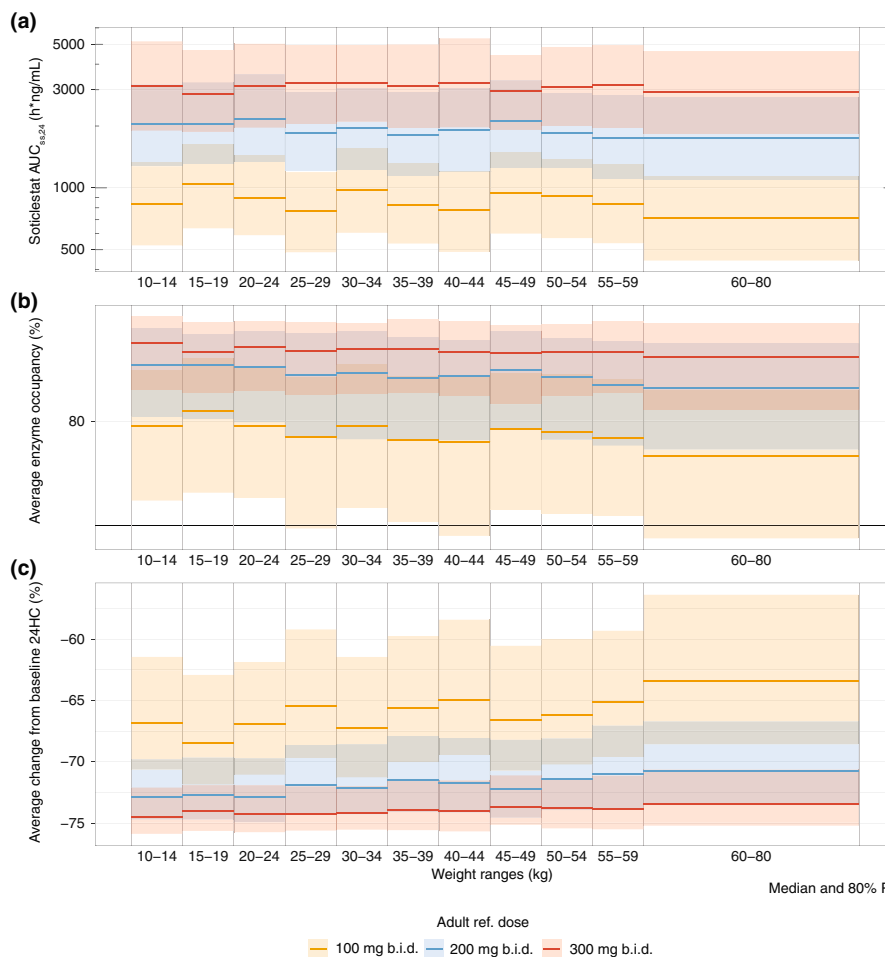 (a)
Soticlestat AUCss,24 (h*ng/mL)
5000
3000
1000
500
10–14 15–19 20–24 25–29 30–34 35–39 40–44 45–49 50–54 55–59 60–80
(b)
Average enzyme occupancy (%)
80
10–14 15–19 20–24 25–29 30–34 35–39 40–44 45–49 50–54 55–59 60–80
(c)
Average change from baseline 24HC (%)
−60
−65
−70
−75
10–14 15–19 20–24 25–29 30–34 35–39 40–44 45–49 50–54 55–59 60–80
Weight ranges (kg)
Median and 80% 
Adult ref. dose
100 mg b.i.d. 200 mg b.i.d. 300 mg b.i.d.